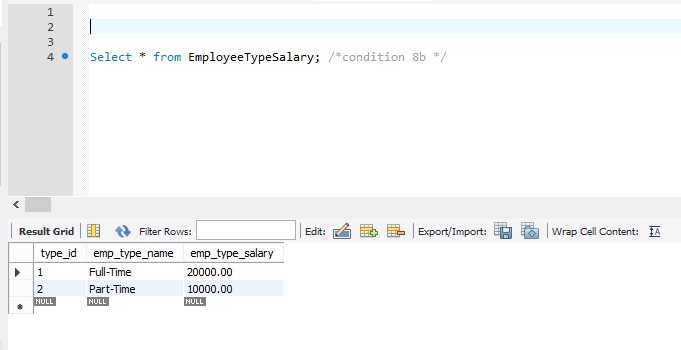 1
2
3
4 Select * from EmployeeTypeSalary; /*condition 8b */
Result Grid Filter Rows: Edit: Export/Import: Wrap Cell Content: IA
type_id emp_type_name emp_type_salary
1 Full-Time 20000.00
2 Part-Time 10000.00
NULL NULL NULL